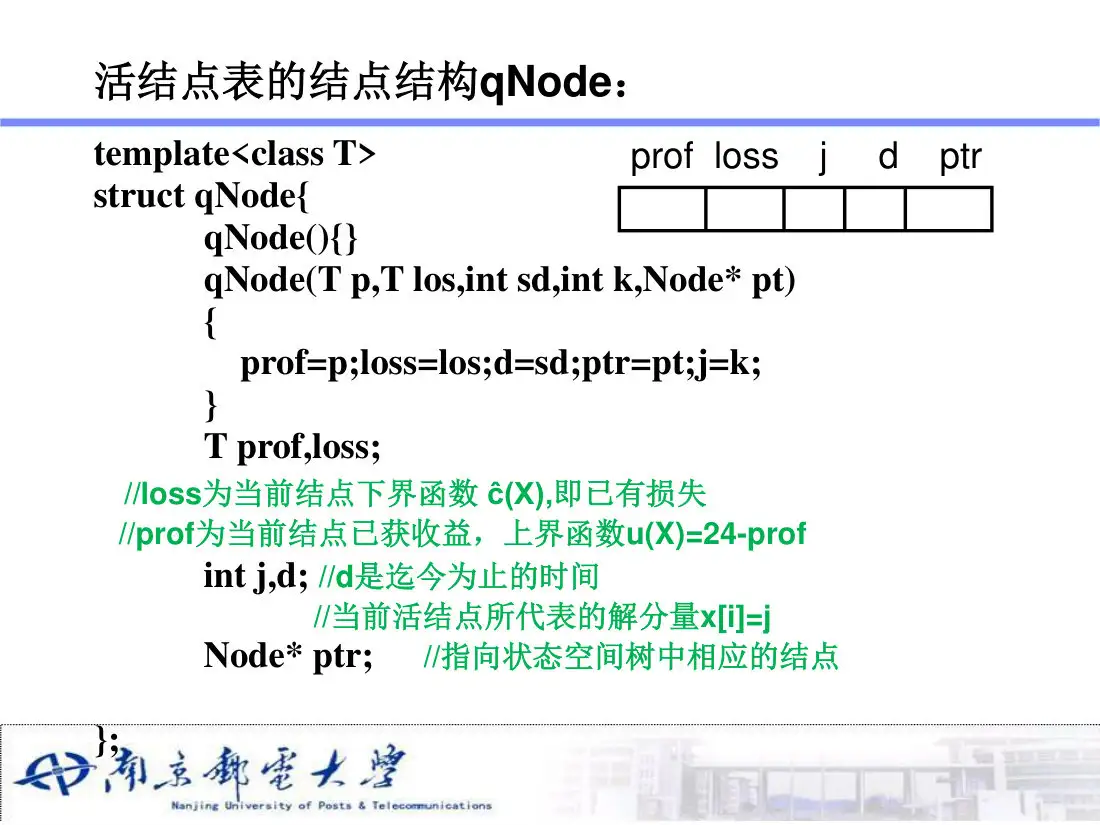 活结点表的结点结构qNode：
template<class T>
prof loss j d ptr
struct qNode{
qNode(){}
qNode(T p,T los,int sd,int k,Node* pt)
{
prof=p;loss=los;d=sd;ptr=pt;j=k;
}
T prof,loss;
//loss为当前结点下界函数 ĉ(X),即已有损失
//prof为当前结点已获收益，上界函数u(X)=24-prof
int j,d; //d是迄今为止的时间
//当前活结点所代表的解分量x[i]=j
Node* ptr; //指向状态空间树中相应的结点
};
南京郵電大學
Nanjing University of Posts & Telecommunications